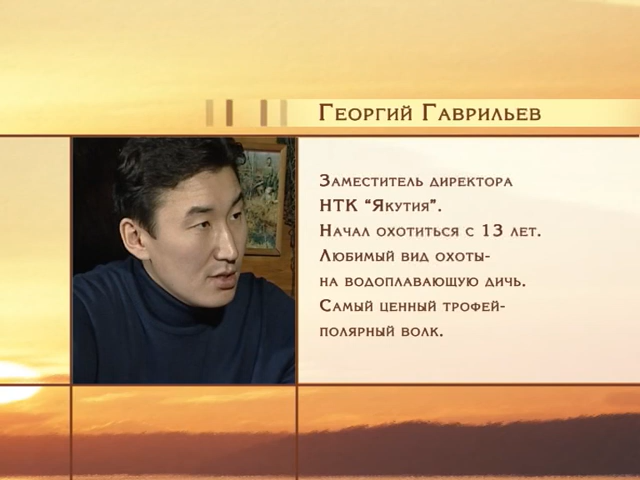 Георгий Гаврильев
Заместитель директора
НТК “Якутия”.
Начал охотиться с 13 лет.
Любимый вид охоты-
на водоплавающую дичь.
Самый ценный трофей-
полярный волк.